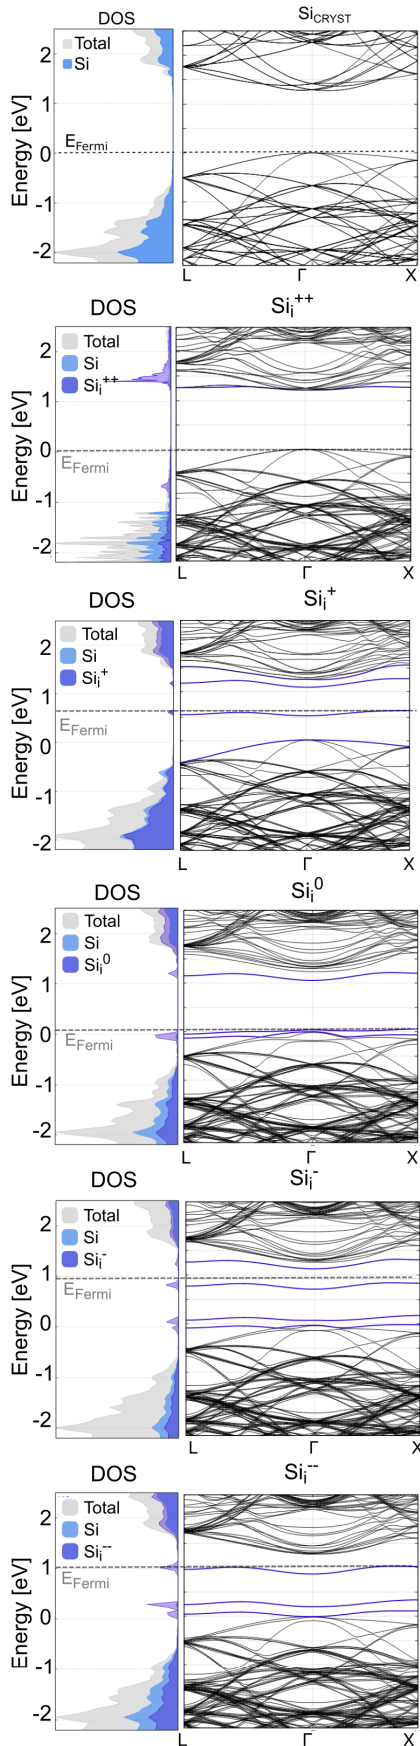 DOS
Si_CRYST
Total
Si
E_Fermi
Energy [eV]
2
1
0
-1
-2
L Γ X
DOS
Si_i^++
Total
Si
Si_i^++
E_Fermi
Energy [eV]
2
1
0
-1
-2
L Γ X
DOS
Si_i^+
Total
Si
Si_i^+
E_Fermi
Energy [eV]
2
1
0
-1
-2
L Γ X
DOS
Si_i^0
Total
Si
Si_i^0
E_Fermi
Energy [eV]
2
1
0
-1
-2
L Γ X
DOS
Si_i^-
Total
Si
Si_i^-
E_Fermi
Energy [eV]
2
1
0
-1
-2
L Γ X
DOS
Si_i^--
Total
Si
Si_i^--
E_Fermi
Energy [eV]
2
1
0
-1
-2
L Γ X